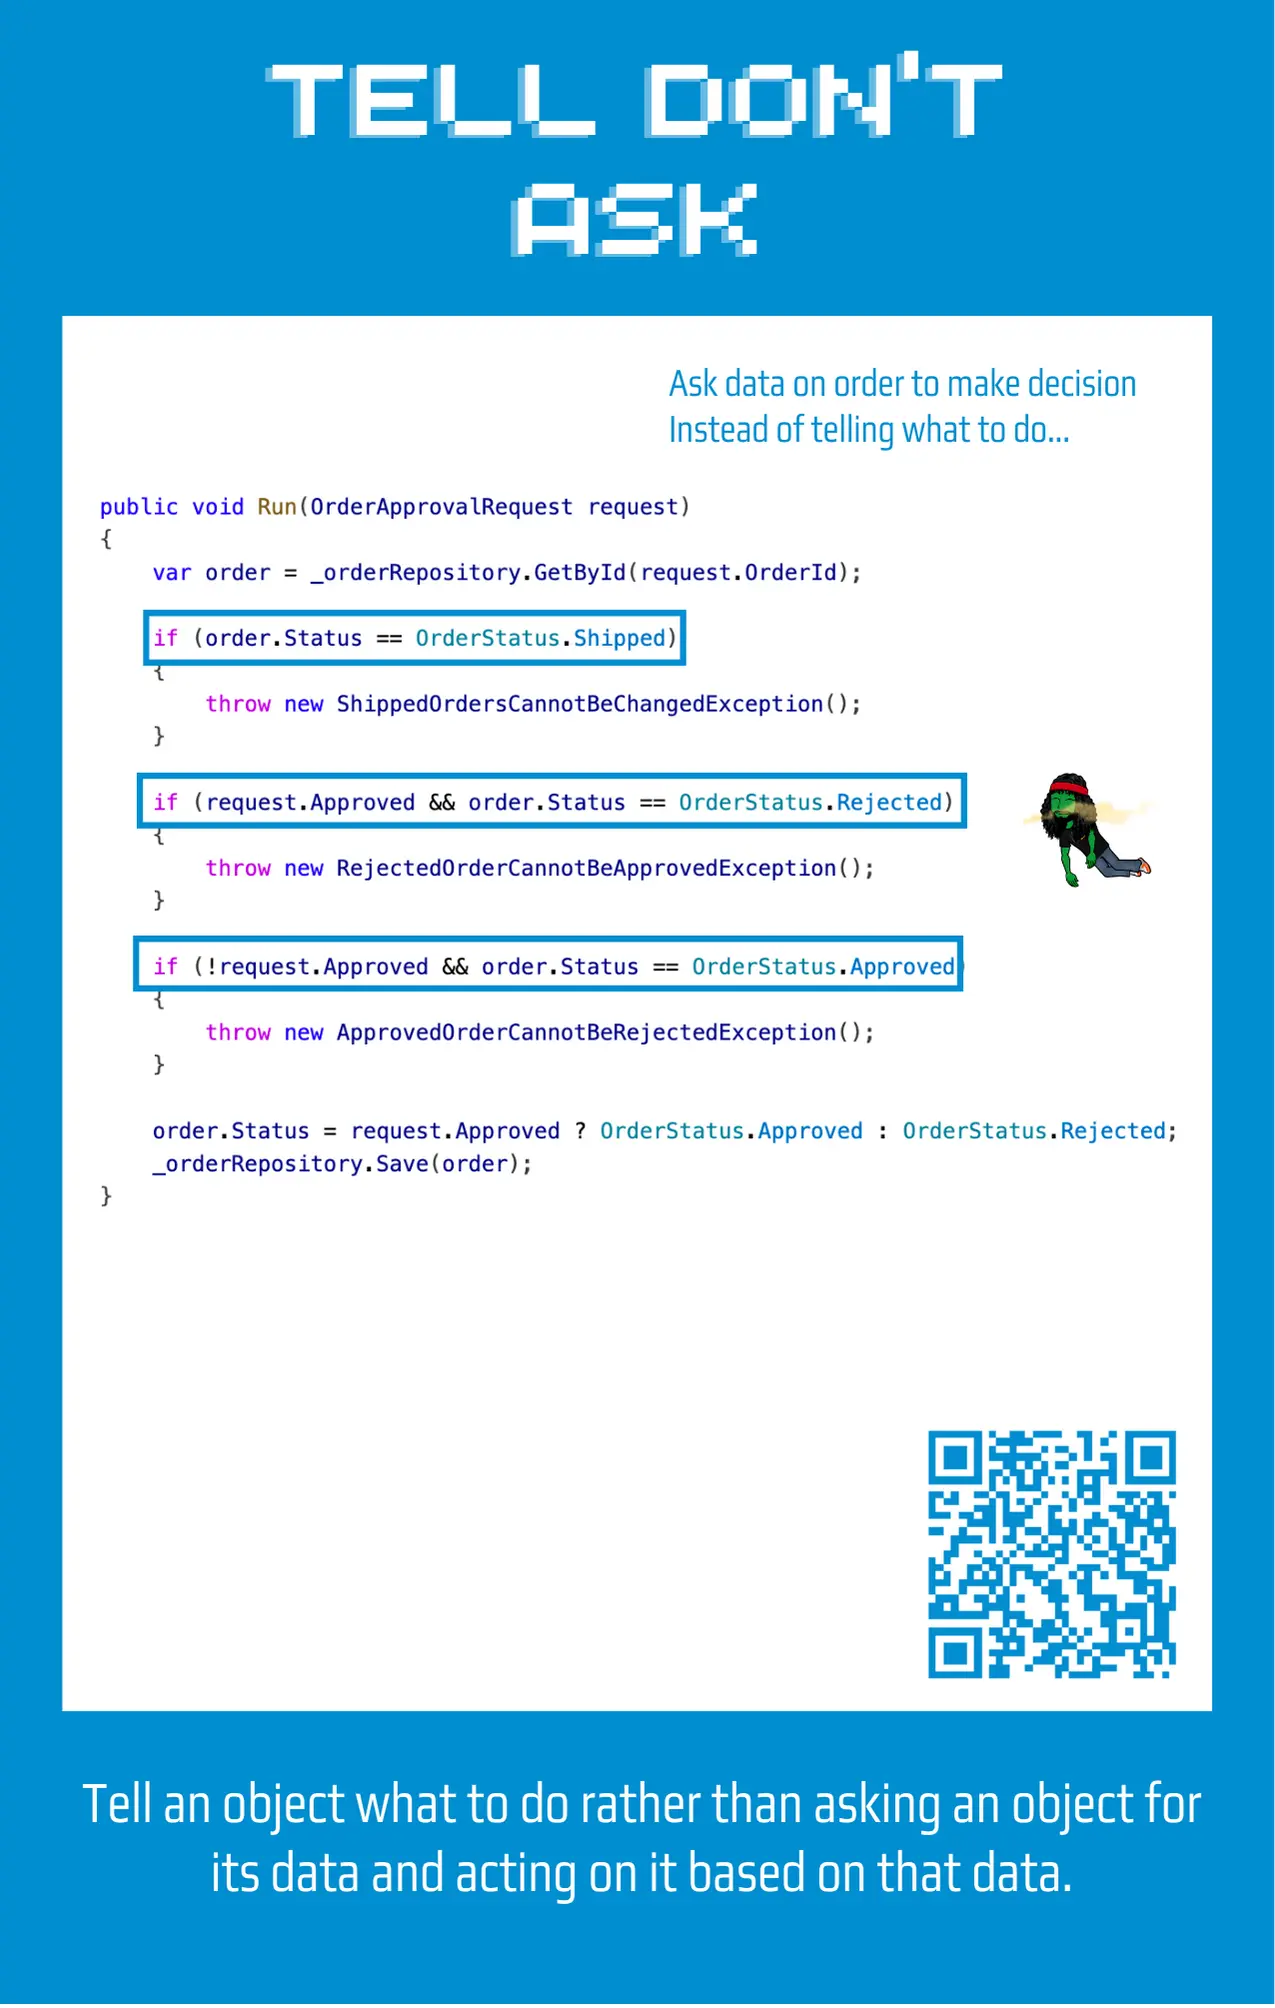 TELL DON'T
ASK
Ask data on order to make decision
Instead of telling what to do...
public void Run(OrderApprovalRequest request)
{
    var order = _orderRepository.GetById(request.OrderId);
    if (order.Status == OrderStatus.Shipped)
    {
        throw new ShippedOrdersCannotBeChangedException();
    }
    if (request.Approved && order.Status == OrderStatus.Rejected)
    {
        throw new RejectedOrderCannotBeApprovedException();
    }
    if (!request.Approved && order.Status == OrderStatus.Approved)
    {
        throw new ApprovedOrderCannotBeRejectedException();
    }
    order.Status = request.Approved ? OrderStatus.Approved : OrderStatus.Rejected;
    _orderRepository.Save(order);
}
Tell an object what to do rather than asking an object for
its data and acting on it based on that data.